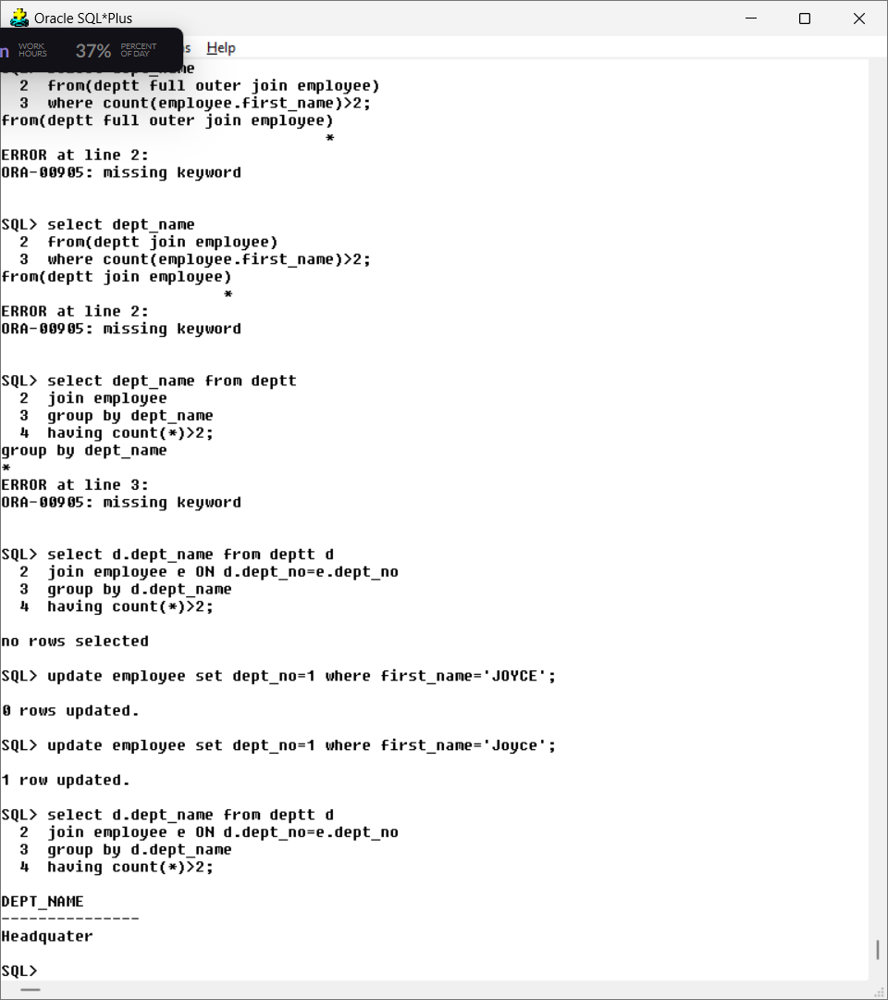 Oracle SQL*Plus
Help
WORK
HOURS
37%
PERCENT
OF DAY
dept_name
2 from(deptt full outer join employee)
3 where count(employee.first_name)>2;
from(deptt full outer join employee)
*
ERROR at line 2:
ORA-00905: missing keyword
SQL> select dept_name
2 from(deptt join employee)
3 where count(employee.first_name)>2;
from(deptt join employee)
*
ERROR at line 2:
ORA-00905: missing keyword
SQL> select dept_name from deptt
2 join employee
3 group by dept_name
4 having count(*)>2;
group by dept_name
*
ERROR at line 3:
ORA-00905: missing keyword
SQL> select d.dept_name from deptt d
2 join employee e ON d.dept_no=e.dept_no
3 group by d.dept_name
4 having count(*)>2;
no rows selected
SQL> update employee set dept_no=1 where first_name='JOYCE';
0 rows updated.
SQL> update employee set dept_no=1 where first_name='Joyce';
1 row updated.
SQL> select d.dept_name from deptt d
2 join employee e ON d.dept_no=e.dept_no
3 group by d.dept_name
4 having count(*)>2;
DEPT_NAME
---------------
Headquater
SQL>